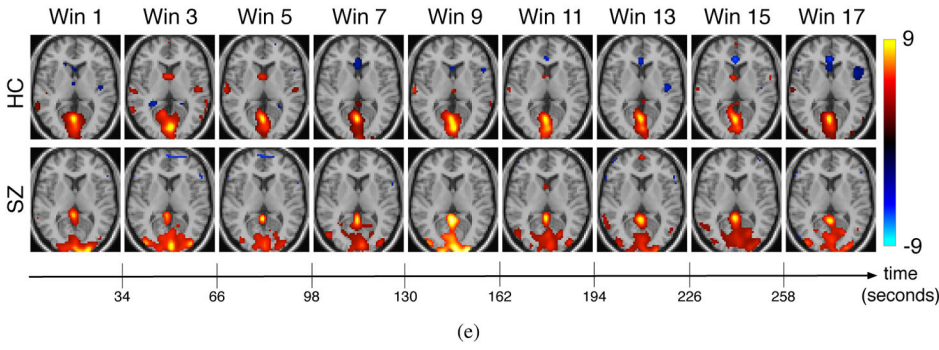 Win 1 Win 3 Win 5 Win 7 Win 9 Win 11 Win 13 Win 15 Win 17
HC
9
SZ
-9
time
34 66 98 130 162 194 226 258 (seconds)
(e)